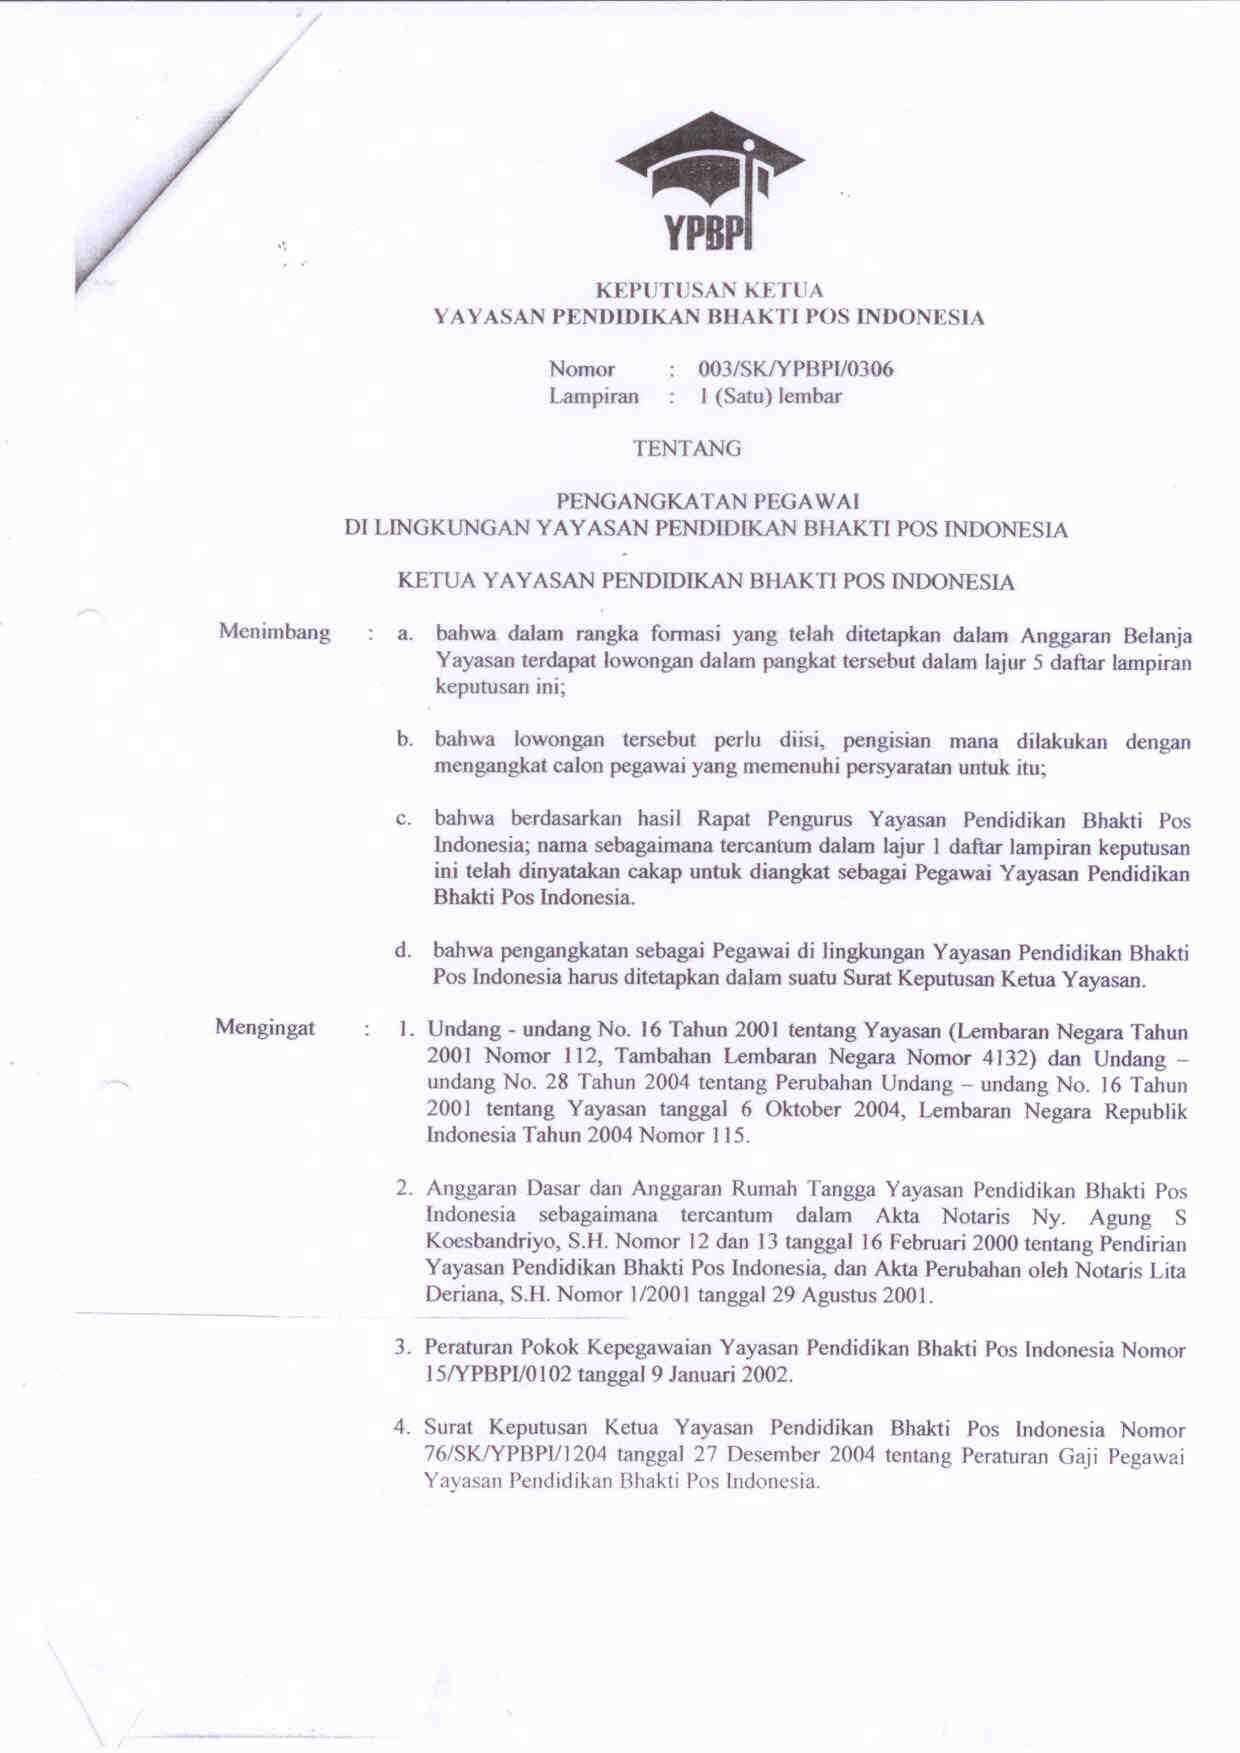 YPBPI
KEPUTUSAN KETUA
YAYASAN PENDIDIKAN BHAKTI POS INDONESIA
Nomor : 003/SK/YPBPI/0306
Lampiran : 1 (Satu) lembar
TENTANG
PENGANGKATAN PEGAWAI
DI LINGKUNGAN YAYASAN PENDIDIKAN BHAKTI POS INDONESIA
KETUA YAYASAN PENDIDIKAN BHAKTI POS INDONESIA
Menimbang : a. bahwa dalam rangka formasi yang telah ditetapkan dalam Anggaran Belanja
Yayasan terdapat lowongan dalam pangkat tersebut dalam lajur 5 daftar lampiran
keputusan ini;
b. bahwa lowongan tersebut perlu diisi, pengisian mana dilakukan dengan
mengangkat calon pegawai yang memenuhi persyaratan untuk itu;
c. bahwa berdasarkan hasil Rapat Pengurus Yayasan Pendidikan Bhakti Pos
Indonesia; nama sebagaimana tercantum dalam lajur 1 daftar lampiran keputusan
ini telah dinyatakan cakap untuk diangkat sebagai Pegawai Yayasan Pendidikan
Bhakti Pos Indonesia.
d. bahwa pengangkatan sebagai Pegawai di lingkungan Yayasan Pendidikan Bhakti
Pos Indonesia harus ditetapkan dalam suatu Surat Keputusan Ketua Yayasan.
Mengingat : 1. Undang - undang No. 16 Tahun 2001 tentang Yayasan (Lembaran Negara Tahun
2001 Nomor 112, Tambahan Lembaran Negara Nomor 4132) dan Undang –
undang No. 28 Tahun 2004 tentang Perubahan Undang – undang No. 16 Tahun
2001 tentang Yayasan tanggal 6 Oktober 2004, Lembaran Negara Republik
Indonesia Tahun 2004 Nomor 115.
2. Anggaran Dasar dan Anggaran Rumah Tangga Yayasan Pendidikan Bhakti Pos
Indonesia sebagaimana tercantum dalam Akta Notaris Ny. Agung S
Koesbandriyo, S.H. Nomor 12 dan 13 tanggal 16 Februari 2000 tentang Pendirian
Yayasan Pendidikan Bhakti Pos Indonesia, dan Akta Perubahan oleh Notaris Lita
Deriana, S.H. Nomor 1/2001 tanggal 29 Agustus 2001.
3. Peraturan Pokok Kepegawaian Yayasan Pendidikan Bhakti Pos Indonesia Nomor
15/YPBPI/0102 tanggal 9 Januari 2002.
4. Surat Keputusan Ketua Yayasan Pendidikan Bhakti Pos Indonesia Nomor
76/SK/YPBPI/1204 tanggal 27 Desember 2004 tentang Peraturan Gaji Pegawai
Yayasan Pendidikan Bhakti Pos Indonesia.